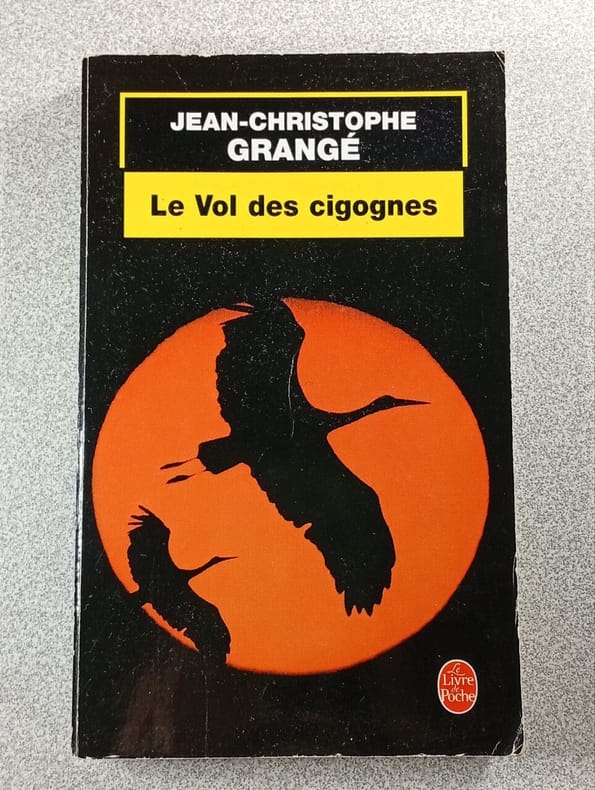 JEAN-CHRISTOPHE
GRANGÉ
Le Vol des cigognes
Le
Livre
de
Poche